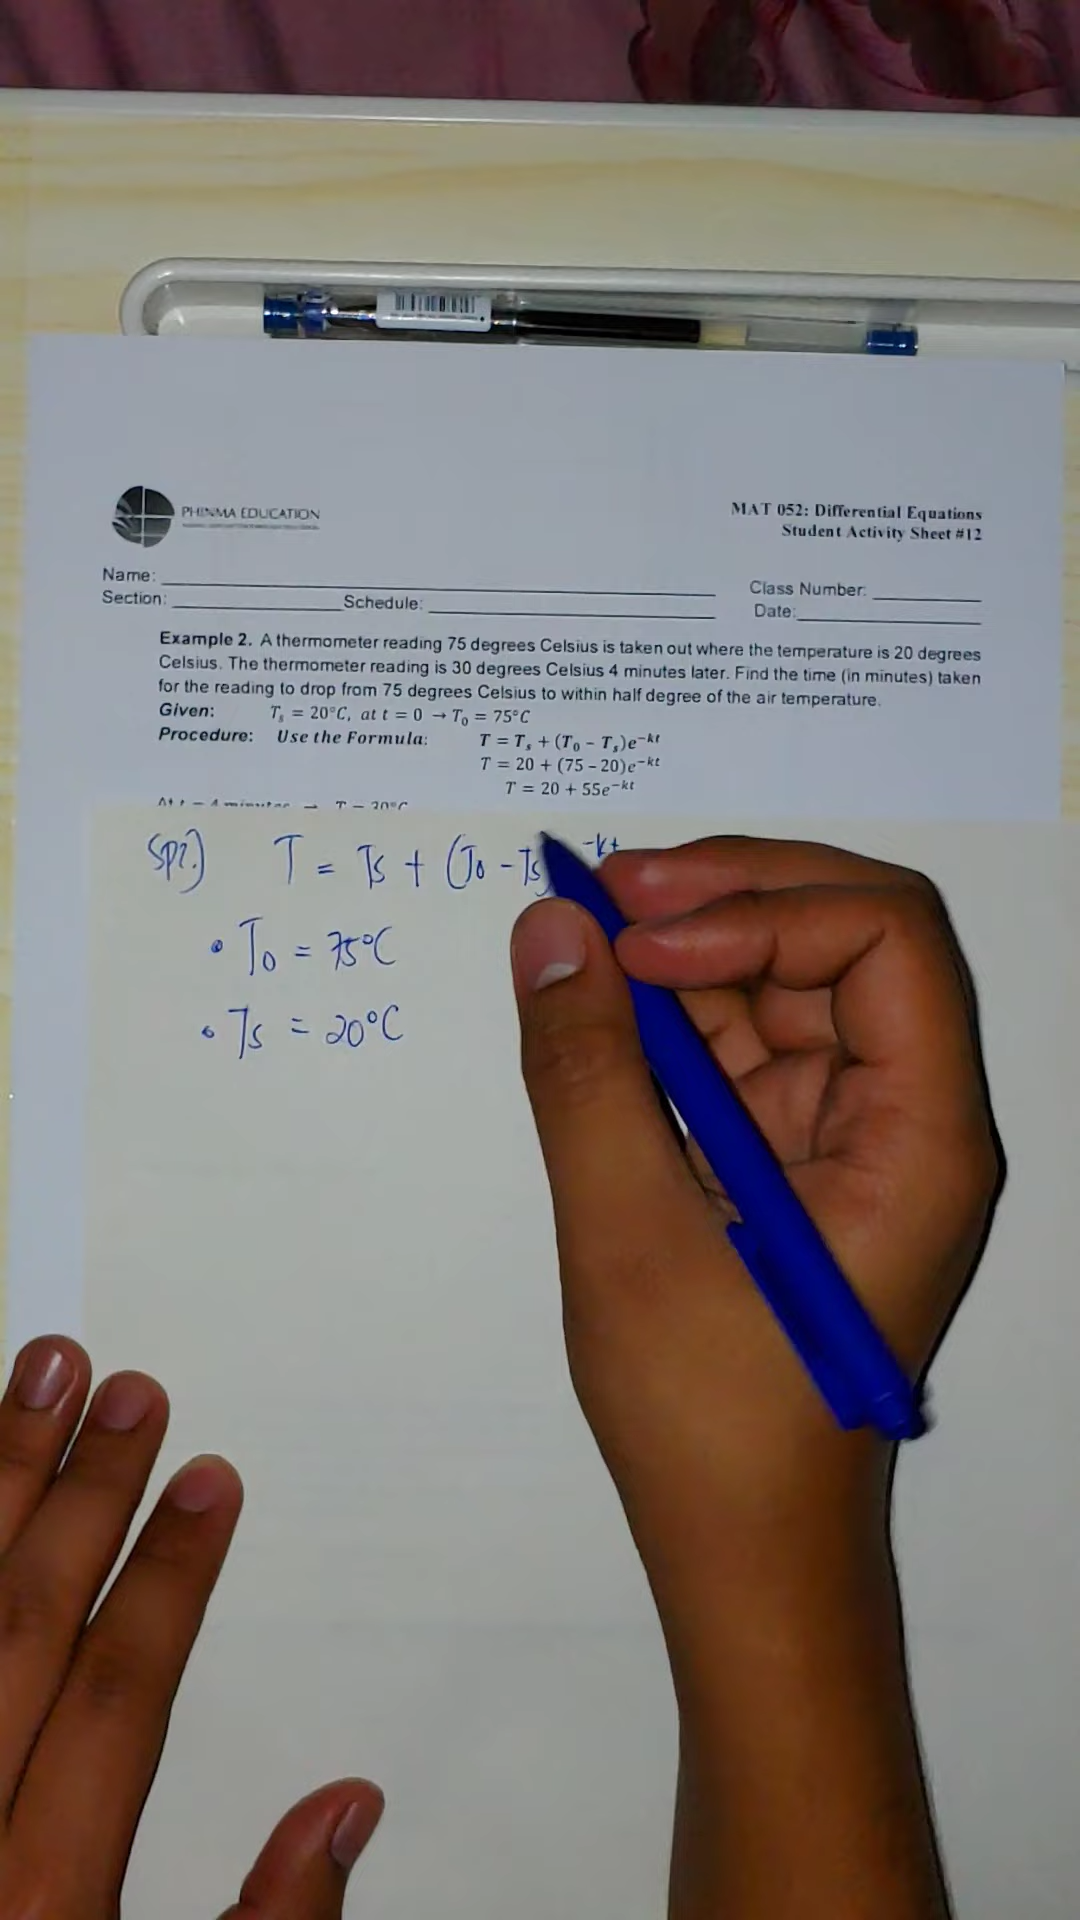 PHINMA EDUCATION
MAT 052: Differential Equations
Student Activity Sheet #12
Name:
Class Number:
Section: Schedule:
Date:
Example 2. A thermometer reading 75 degrees Celsius is taken out where the temperature is 20 degrees
Celsius. The thermometer reading is 30 degrees Celsius 4 minutes later. Find the time (in minutes) taken
for the reading to drop from 75 degrees Celsius to within half degree of the air temperature.
Given: Tₛ = 20°C, at t = 0 → T₀ = 75°C
Procedure: Use the Formula: T = Tₛ + (T₀ − Tₛ)e^−kt
T = 20 + (75 − 20)e^−kt
T = 20 + 55e^−kt
T = Ts + (T₀ − Ts) −kt
• T₀ = 75°C
• Ts = 20°C